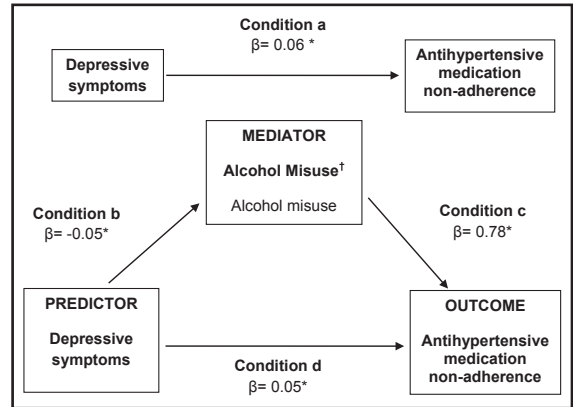 Condition a
β= 0.06 *
Depressive
symptoms
Antihypertensive
medication
non-adherence
MEDIATOR
Alcohol Misuse†
Alcohol misuse
Condition b
β= -0.05*
Condition c
β= 0.78*
PREDICTOR
Depressive
symptoms
OUTCOME
Antihypertensive
medication
non-adherence
Condition d
β= 0.05*